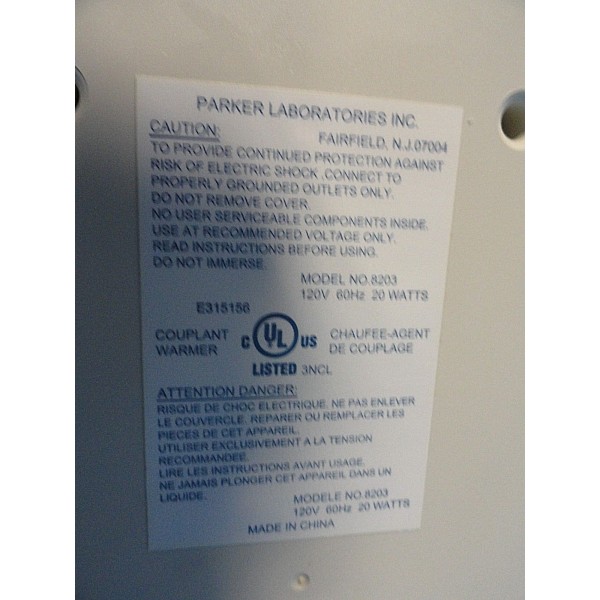 PARKER LABORATORIES INC.
CAUTION: FAIRFIELD, N.J.07004
TO PROVIDE CONTINUED PROTECTION AGAINST
RISK OF ELECTRIC SHOCK ,CONNECT TO
PROPERLY GROUNDED OUTLETS ONLY.
DO NOT REMOVE COVER.
NO USER SERVICEABLE COMPONENTS INSIDE.
USE AT RECOMMENDED VOLTAGE ONLY.
READ INSTRUCTIONS BEFORE USING.
DO NOT IMMERSE.
MODEL NO.8203
120V 60Hz 20 WATTS
E315156
COUPLANT
WARMER
C UL US
LISTED 3NCL
CHAUFEE-AGENT
DE COUPLAGE
ATTENTION DANGER:
RISQUE DE CHOC ELECTRIQUE. NE PAS ENLEVER
LE COUVERCLE. REPARER OU REMPLACER LES
PIECES DE CET APPAREIL.
UTILISER EXCLUSIVEMENT A LA TENSION
RECOMMANDEE.
LIRE LES INSTRUCTIONS AVANT USAGE.
NE JAMAIS PLONGER CET APPAREIL DANS UN
LIQUIDE.
MODELE NO.8203
120V 60Hz 20 WATTS
MADE IN CHINA